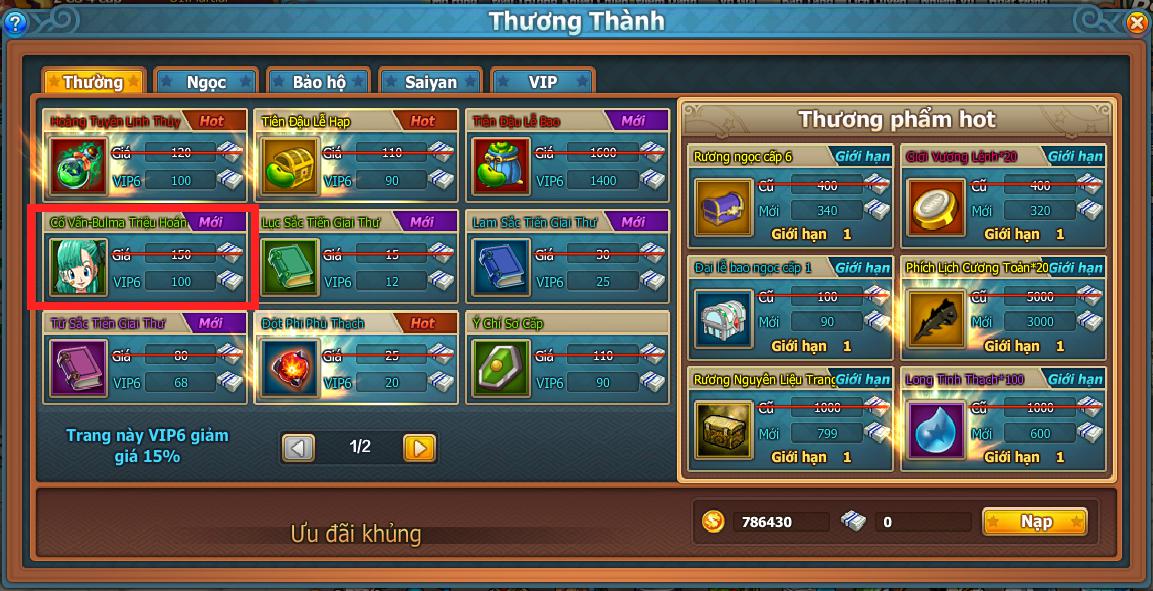 Thương Thành
Thường
Ngọc
Bảo hộ
Saiyan
VIP
Hoàng Tuyền Linh Thủy Hot
Giá 120
VIP6 100
Tiên Đậu Lễ Hạp Hot
Giá 110
VIP6 90
Tiên Đậu Lễ Bao Mới
Giá 1600
VIP6 1400
Cố Vấn-Bulma Triệu Hoán Mới
Giá 150
VIP6 100
Lục Sắc Tiến Giai Thư Mới
Giá 15
VIP6 12
Lam Sắc Tiến Giai Thư Mới
Giá 30
VIP6 25
Tử Sắc Tiến Giai Thư Mới
Giá 80
VIP6 68
Đột Phi Phù Thạch Hot
Giá 25
VIP6 20
Ý Chí Sơ Cấp
Giá 110
VIP6 90
Trang này VIP6 giảm
giá 15%
1/2
Thương phẩm hot
Rương ngọc cấp 6 Giới hạn
Cũ 400
Mới 340
Giới hạn 1
Giới Vương Lệnh*20 Giới hạn
Cũ 400
Mới 320
Giới hạn 1
Đại lễ bao ngọc cấp 1 Giới hạn
Cũ 100
Mới 90
Giới hạn 1
Phích Lịch Cương Toản*20 Giới hạn
Cũ 5000
Mới 3000
Giới hạn 1
Rương Nguyên Liệu Trang Giới hạn
Cũ 1000
Mới 799
Giới hạn 1
Long Tinh Thạch*100 Giới hạn
Cũ 1000
Mới 600
Giới hạn 1
Ưu đãi khủng
786430
0
Nạp